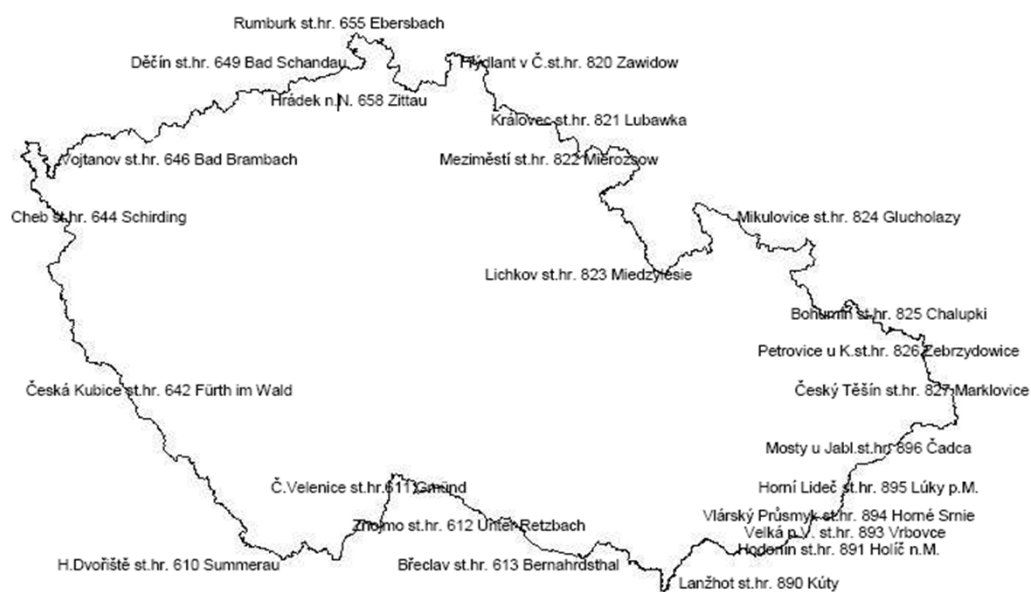 Rumburk st.hr. 655 Ebersbach
Děčín st.hr. 649 Bad Schandau
Frýdlant v Č.st.hr. 820 Zawidow
Hrádek n.N. 658 Zittau
Královec st.hr. 821 Lubawka
Vojtanov st.hr. 646 Bad Brambach
Meziměstí st.hr. 822 Mierozsow
Cheb st.hr. 644 Schirding
Mikulovice st.hr. 824 Glucholazy
Lichkov st.hr. 823 Miedzylesie
Bohumín st.hr. 825 Chalupki
Petrovice u K.st.hr. 826 Zebrzydowice
Česká Kubice st.hr. 642 Fürth im Wald
Český Těšín st.hr. 827 Marklovice
Mosty u Jabl.st.hr. 896 Čadca
Č.Velenice st.hr.611 Gmünd
Horní Lideč st.hr. 895 Lúky p.M.
Vlárský Průsmyk st.hr. 894 Horné Srnie
Znojmo st.hr. 612 Unter Retzbach
Velká n.V. st.hr. 893 Vrbovce
Hodonín st.hr. 891 Holíč n.M.
H.Dvořiště st.hr. 610 Summerau
Břeclav st.hr. 613 Bernahrdsthal
Lanžhot st.hr. 890 Kúty